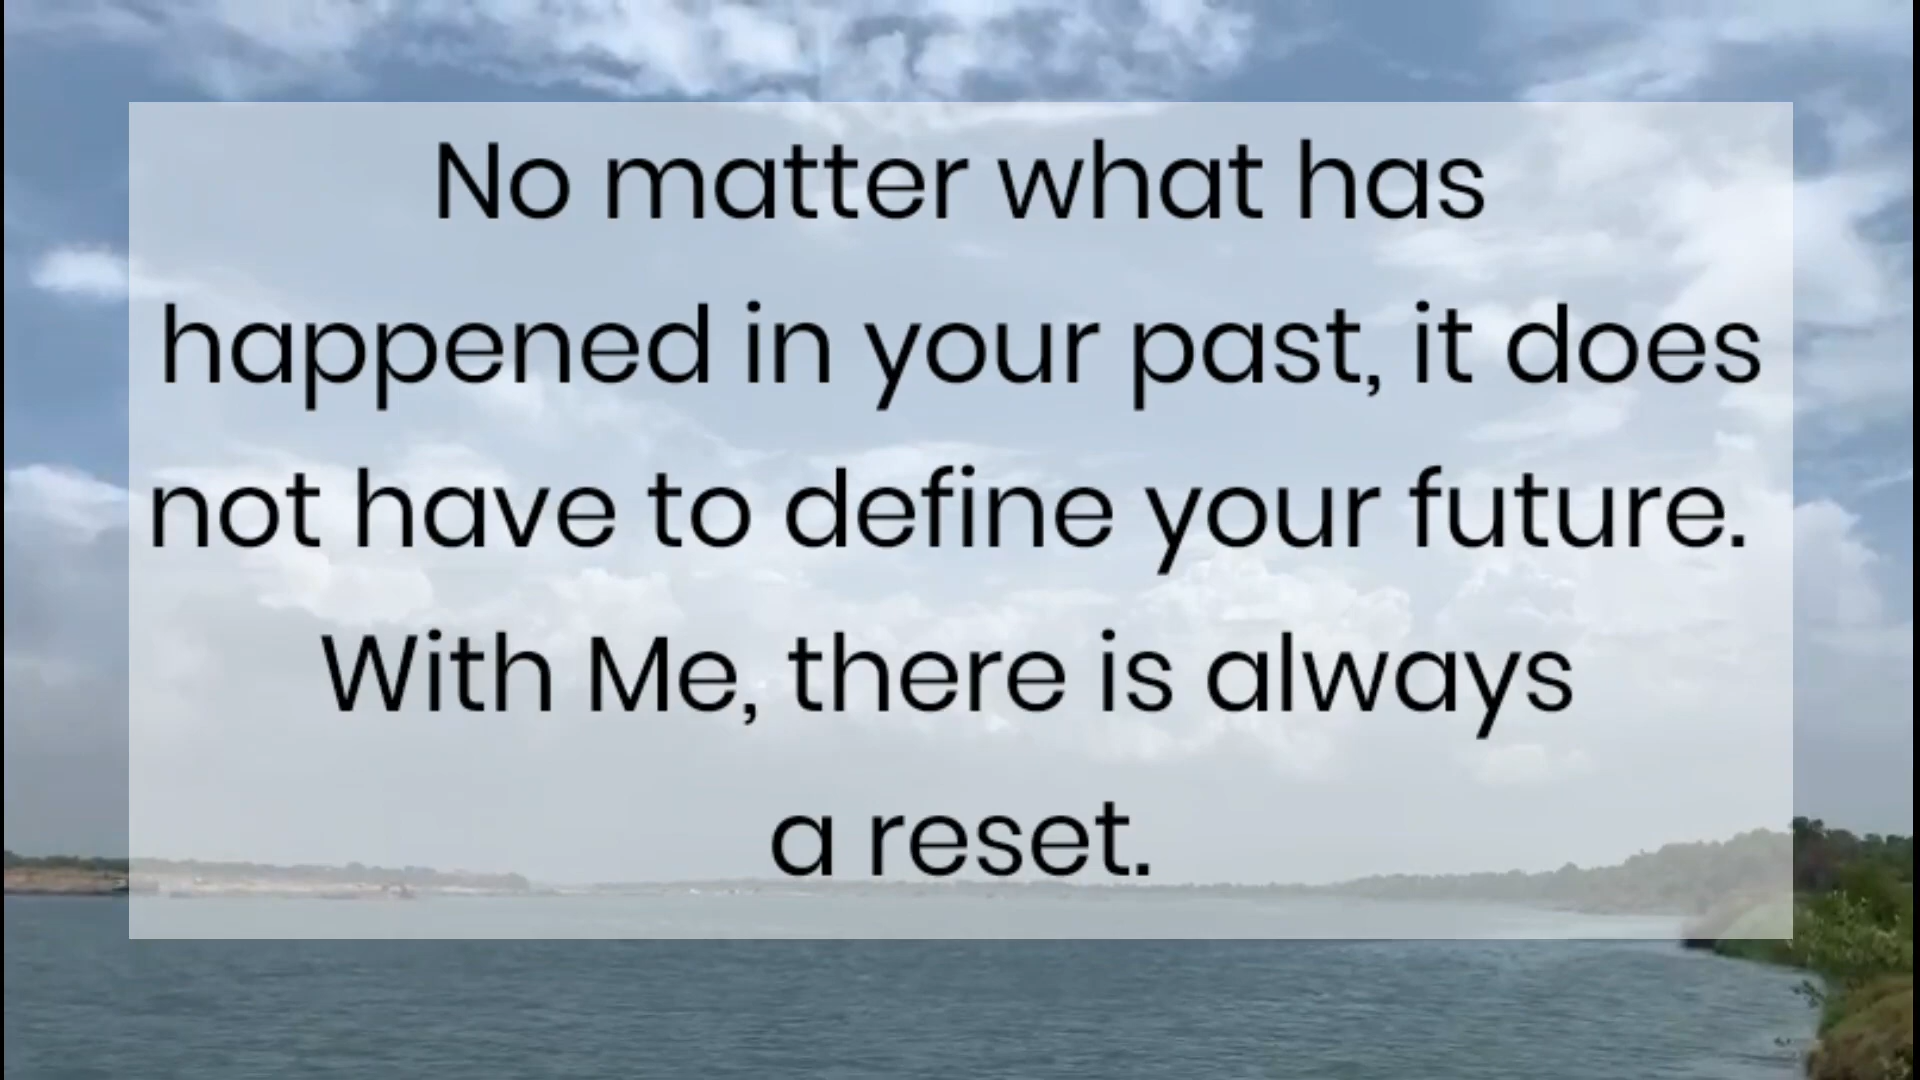 No matter what has
happened in your past, it does
not have to define your future.
With Me, there is always
a reset.